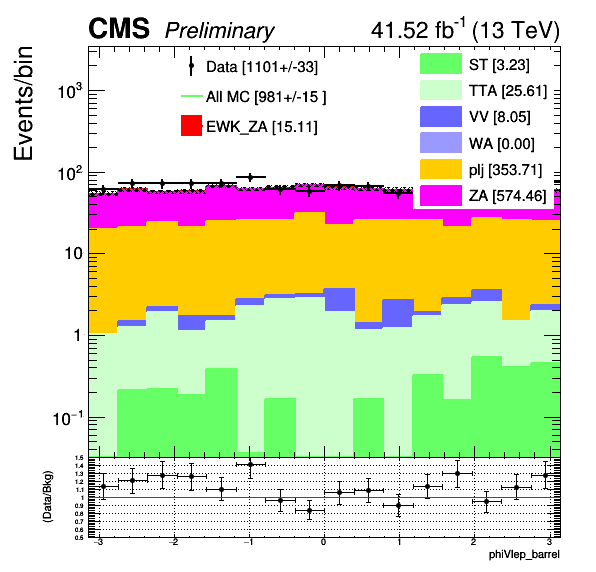 CMS Preliminary 41.52 fb-1 (13 TeV)
Events/bin
Data [1101+/-33]
All MC [981+/-15 ]
EWK_ZA [15.11]
ST [3.23]
TTA [25.61]
VV [8.05]
WA [0.00]
plj [353.71]
ZA [574.46]
10³
10²
10
1
10⁻¹
(Data/Bkg)
1.5
1.4
1.3
1.2
1.1
1
0.9
0.8
0.7
0.6
0.5
−3 −2 −1 0 1 2 3
phiVlep_barrel